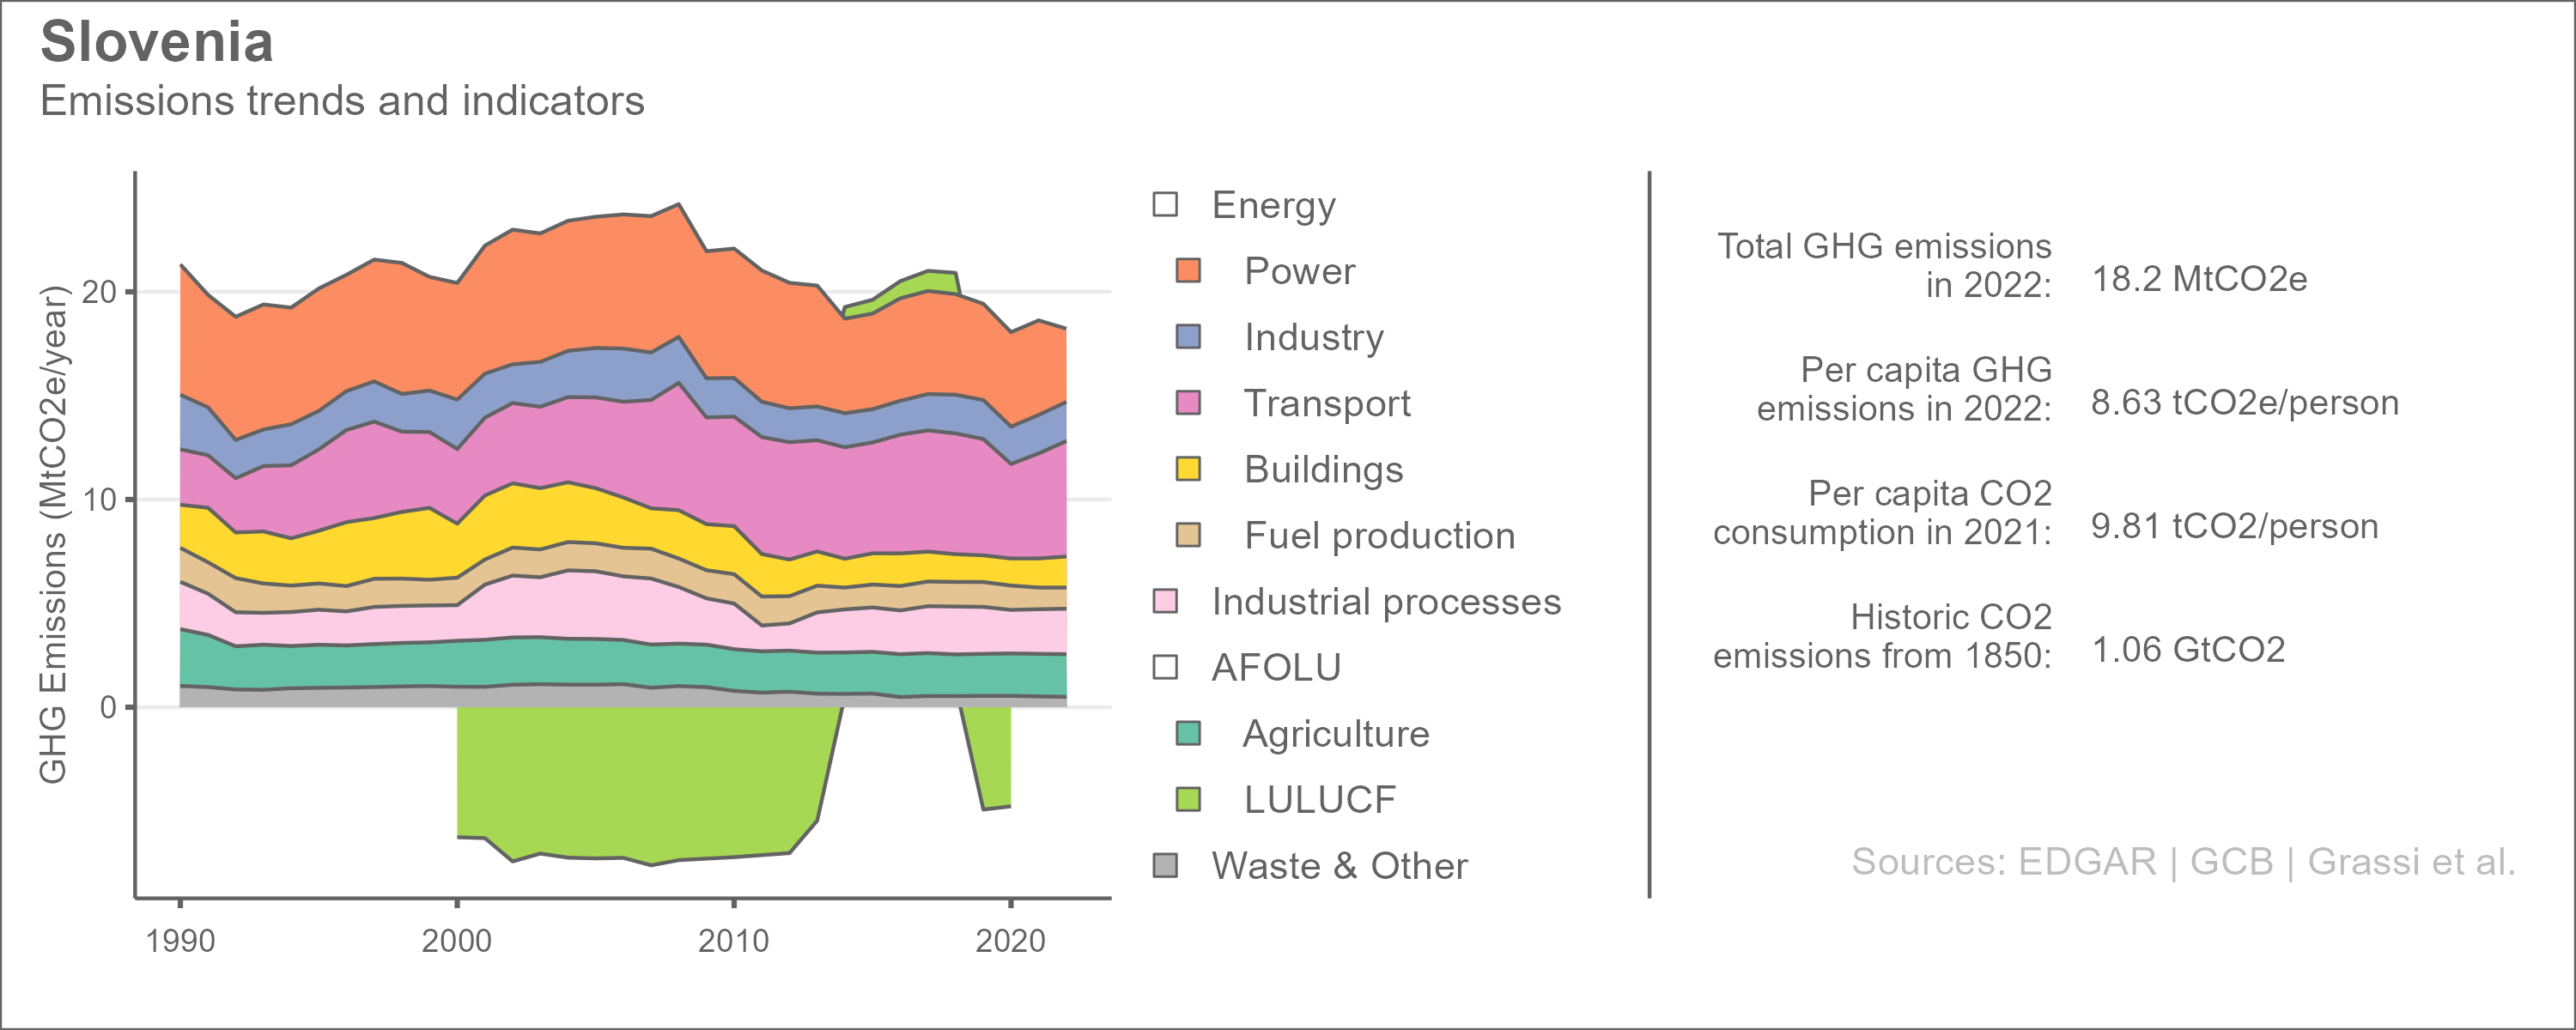 Slovenia
Emissions trends and indicators
GHG Emissions (MtCO2e/year)
20
10
0
1990
2000
2010
2020
Energy
Power
Industry
Transport
Buildings
Fuel production
Industrial processes
AFOLU
Agriculture
LULUCF
Waste & Other
Total GHG emissions
in 2022:
18.2 MtCO2e
Per capita GHG
emissions in 2022:
8.63 tCO2e/person
Per capita CO2
consumption in 2021:
9.81 tCO2/person
Historic CO2
emissions from 1850:
1.06 GtCO2
Sources: EDGAR | GCB | Grassi et al.